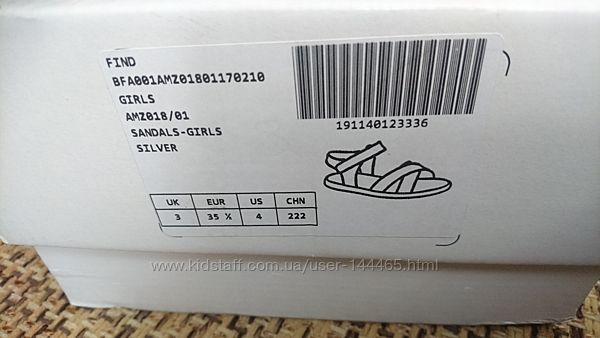 FIND
BFA001AMZ01801170210
GIRLS
AMZ018/01
SANDALS-GIRLS
SILVER
191140123336
UK EUR US CHN
3 35 ½ 4 222
www.kidstaff.com.ua/user-144465.html